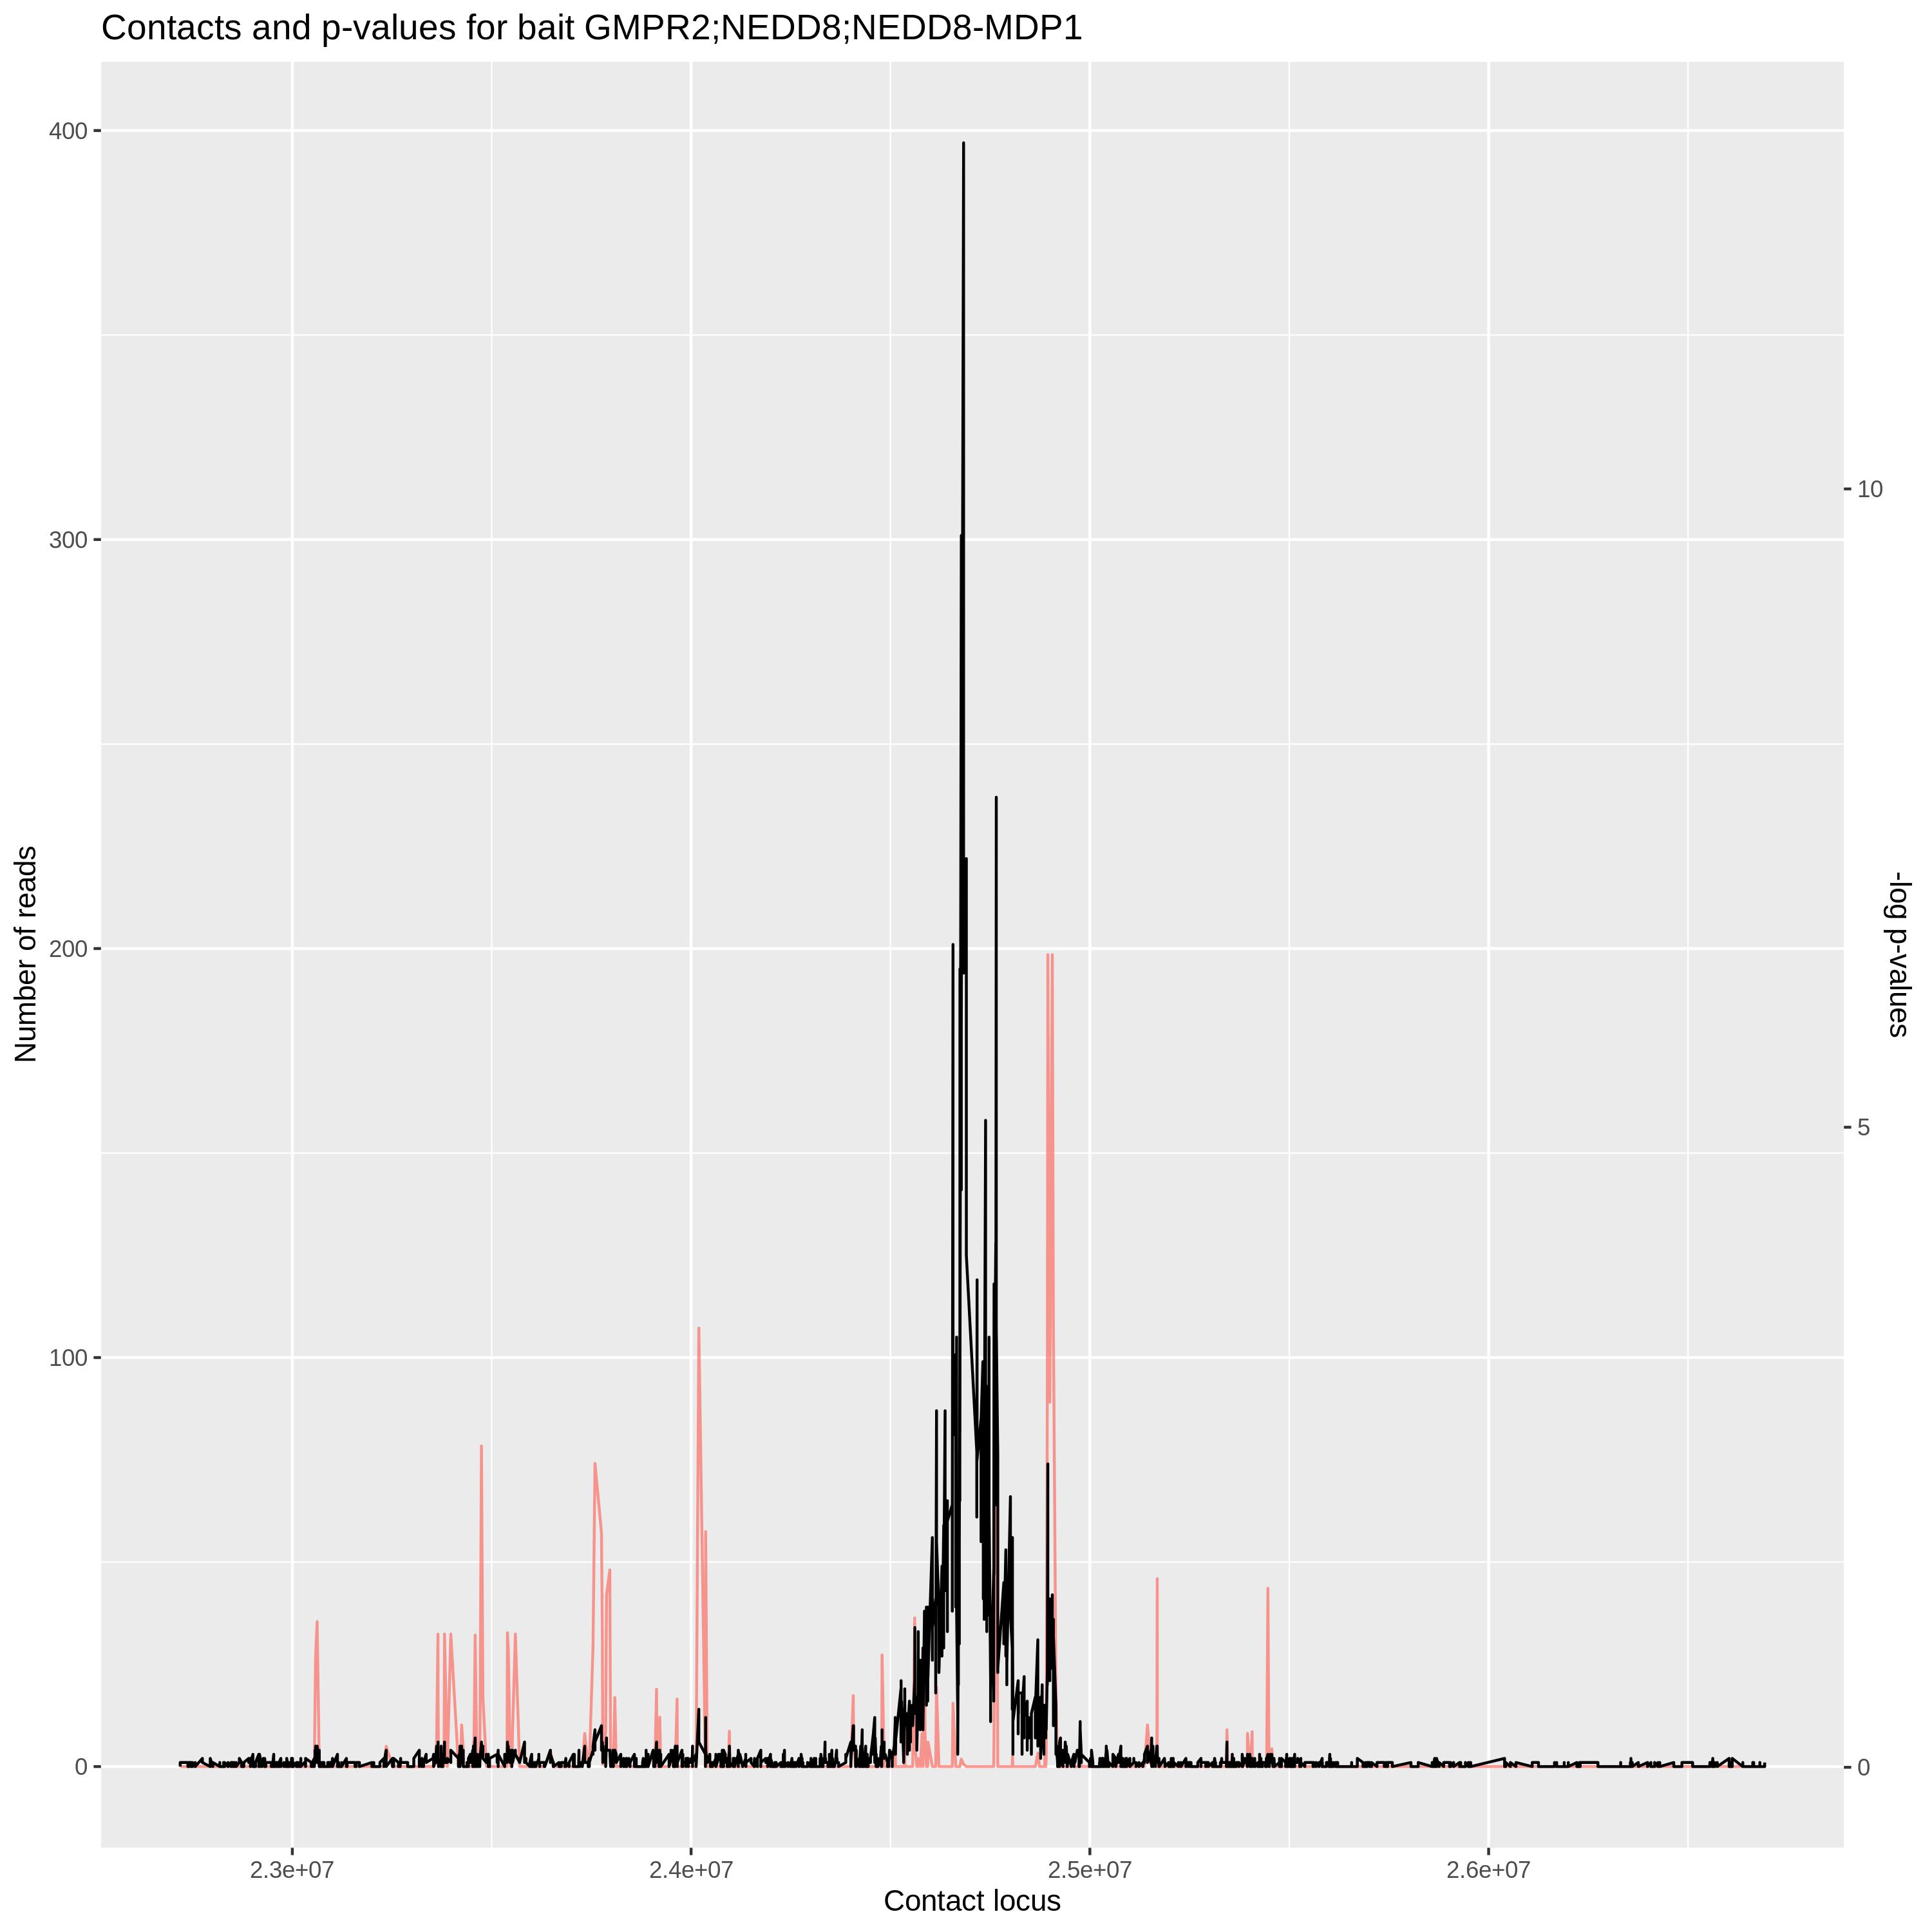 Contacts and p-values for bait GMPR2;NEDD8;NEDD8-MDP1
400
300
200
100
0
Number of reads
10
5
0
-log p-values
2.3e+07
2.4e+07
2.5e+07
2.6e+07
Contact locus